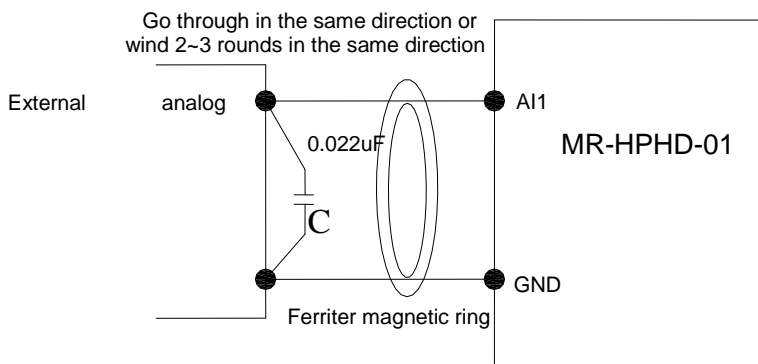 Go through in the same direction or
wind 2~3 rounds in the same direction
External analog
AI1
0.022uF
MR-HPHD-01
C
GND
Ferriter magnetic ring